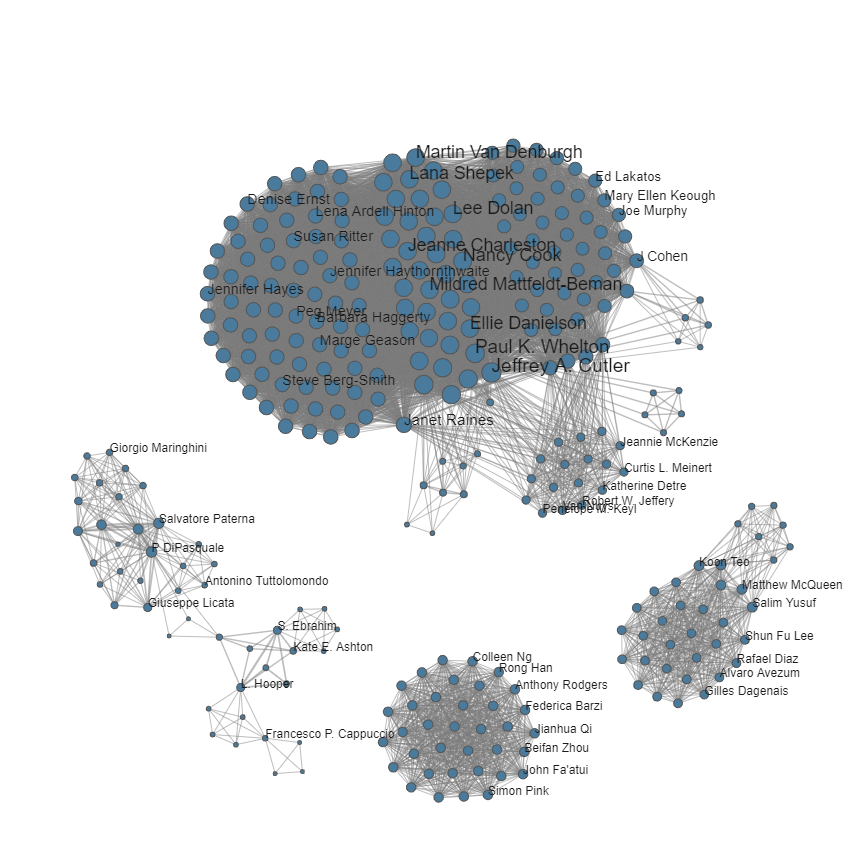 Martin Van Denburgh
Lana Shepek
Ed Lakatos
Denise Ernst
Mary Ellen Keough
Lena Ardell Hinton
Lee Dolan
Joe Murphy
Susan Ritter
Jeanne Charleston
Nancy Cook
J Cohen
Jennifer Haythornthwaite
Mildred Mattfeldt-Beman
Jennifer Hayes
Peg Meyer
Barbara Haggerty
Ellie Danielson
Marge Geason
Paul K. Whelton
Jeffrey A. Cutler
Steve Berg-Smith
Janet Raines
Jeannie McKenzie
Giorgio Maringhini
Curtis L. Meinert
Katherine Detre
Robert W. Jeffery
Penelope M. Keyl
Salvatore Paterna
P DiPasquale
Koon Teo
Antonino Tuttolomondo
Matthew McQueen
Giuseppe Licata
Salim Yusuf
S. Ebrahim
Shun Fu Lee
Kate E. Ashton
Colleen Ng
Rafael Diaz
Rong Han
Alvaro Avezum
L. Hooper
Anthony Rodgers
Gilles Dagenais
Federica Barzi
Francesco P. Cappuccio
Jianhua Qi
Beifan Zhou
John Fa'atui
Simon Pink